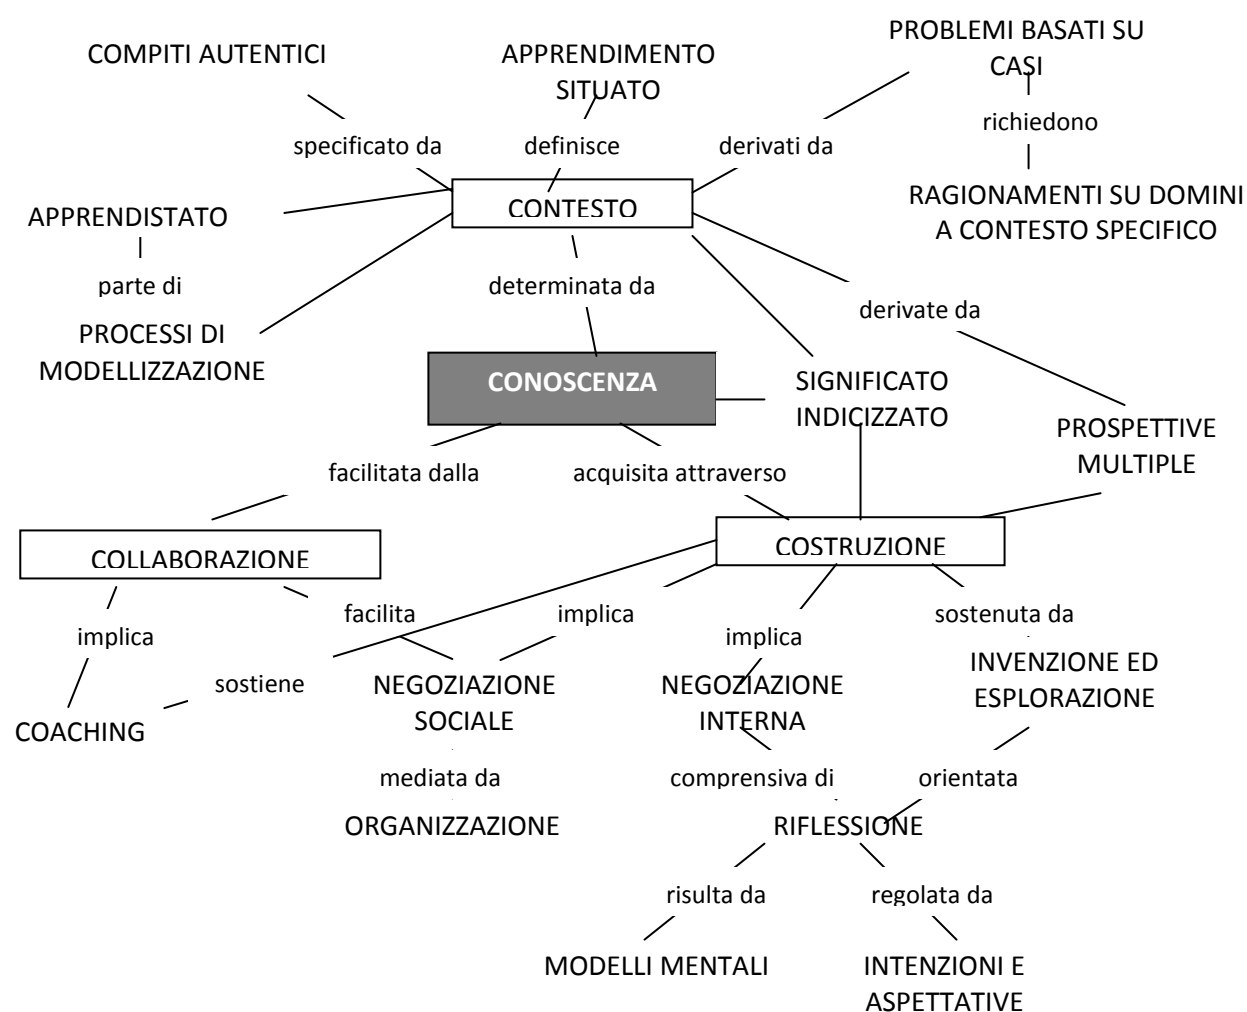 COMPITI AUTENTICI
APPRENDIMENTO
SITUATO
PROBLEMI BASATI SU
CASI
richiedono
specificato da
definisce
derivati da
RAGIONAMENTI SU DOMINI
A CONTESTO SPECIFICO
CONTESTO
APPRENDISTATO
parte di
PROCESSI DI
MODELLIZZAZIONE
determinata da
derivate da
CONOSCENZA
SIGNIFICATO
INDICIZZATO
PROSPETTIVE
MULTIPLE
facilitata dalla
acquisita attraverso
COLLABORAZIONE
COSTRUZIONE
implica
facilita
implica
implica
sostenuta da
sostiene
COACHING
NEGOZIAZIONE
SOCIALE
NEGOZIAZIONE
INTERNA
INVENZIONE ED
ESPLORAZIONE
mediata da
comprensiva di
orientata
ORGANIZZAZIONE
RIFLESSIONE
risulta da
regolata da
MODELLI MENTALI
INTENZIONI E
ASPETTATIVE